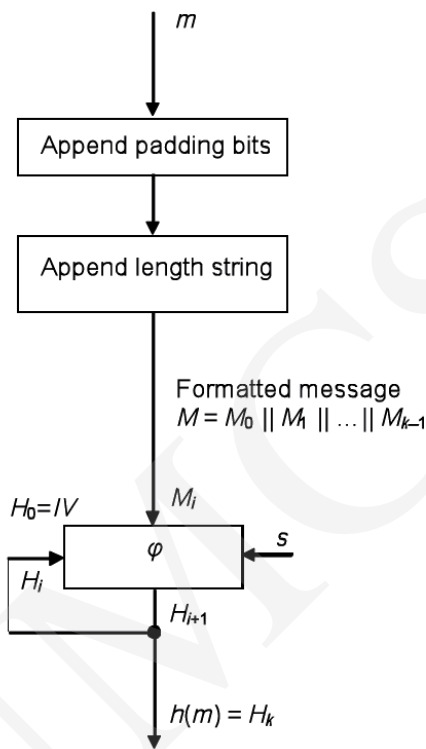 m
Append padding bits
Append length string
Formatted message
M = M₀ || M₁ || ... || Mₖ₋₁
Mᵢ
H₀=IV
φ
s
Hᵢ
Hᵢ₊₁
h(m) = Hₖ